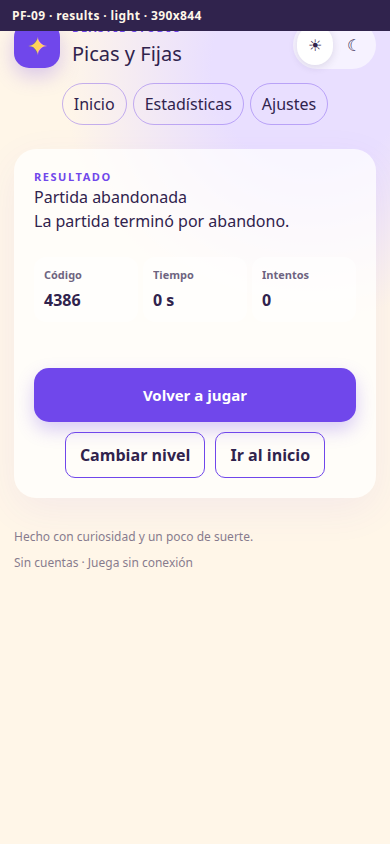 PF-09 · results · light · 390x844
Picas y Fijas
Inicio
Estadísticas
Ajustes
RESULTADO
Partida abandonada
La partida terminó por abandono.
Código
Tiempo
Intentos
4386
0 s
0
Volver a jugar
Cambiar nivel
Ir al inicio
Hecho con curiosidad y un poco de suerte.
Sin cuentas · Juega sin conexión